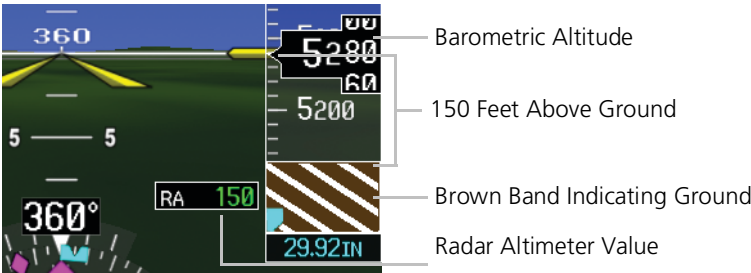 360
00
5280
60
Barometric Altitude
5200
150 Feet Above Ground
5 5
RA 150
Brown Band Indicating Ground
360°
29.92IN
Radar Altimeter Value